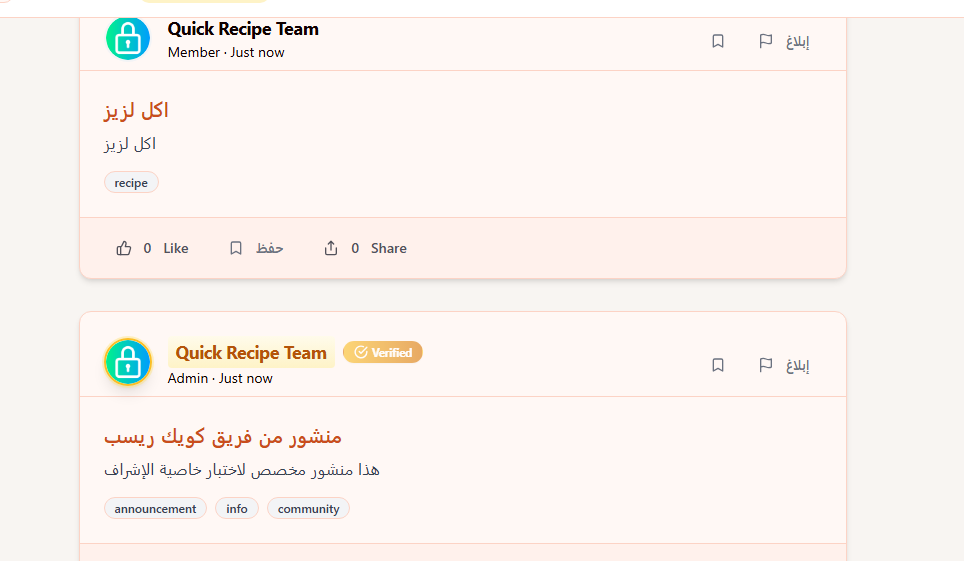 Quick Recipe Team
Member · Just now
إبلاغ
اكل لزيز
اكل لزيز
recipe
0 Like حفظ 0 Share
Quick Recipe Team Verified
Admin · Just now
إبلاغ
منشور من فريق كويك ريسب
هذا منشور مخصص لاختبار خاصية الإشراف
announcement info community